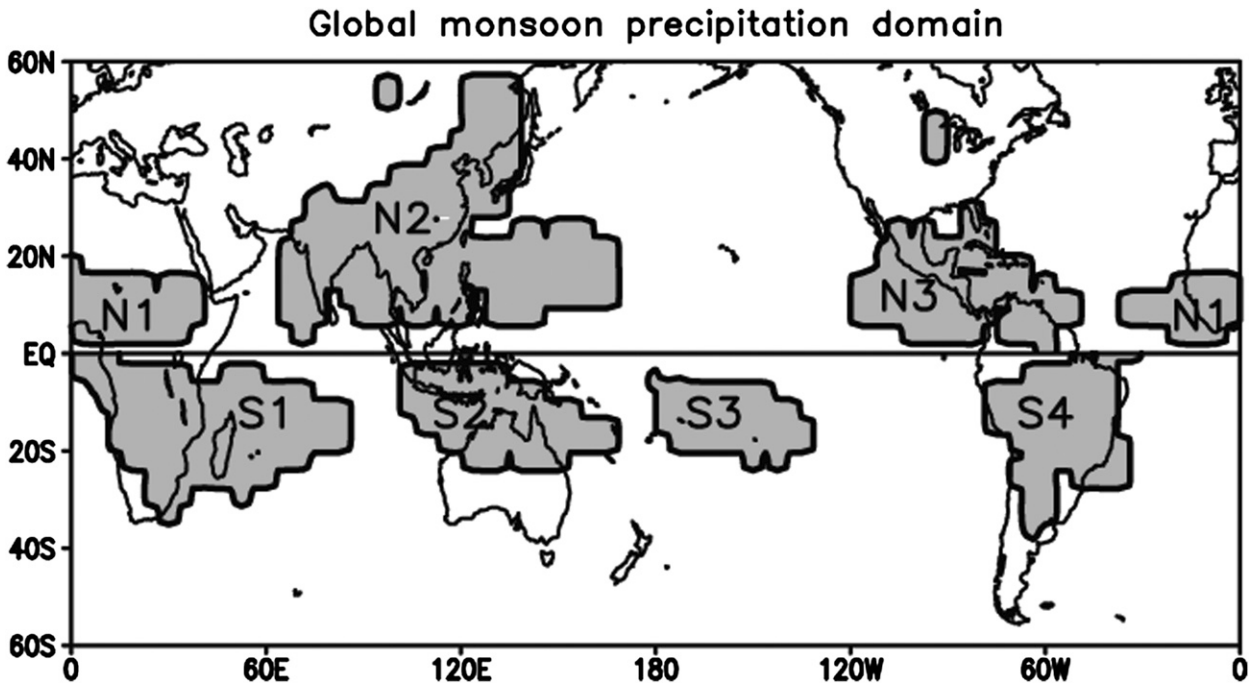 Global monsoon precipitation domain
60N
40N
20N
EQ
20S
40S
60S
N1
N2
N3
N1
S1
S2
S3
S4
0 60E 120E 180 120W 60W 0